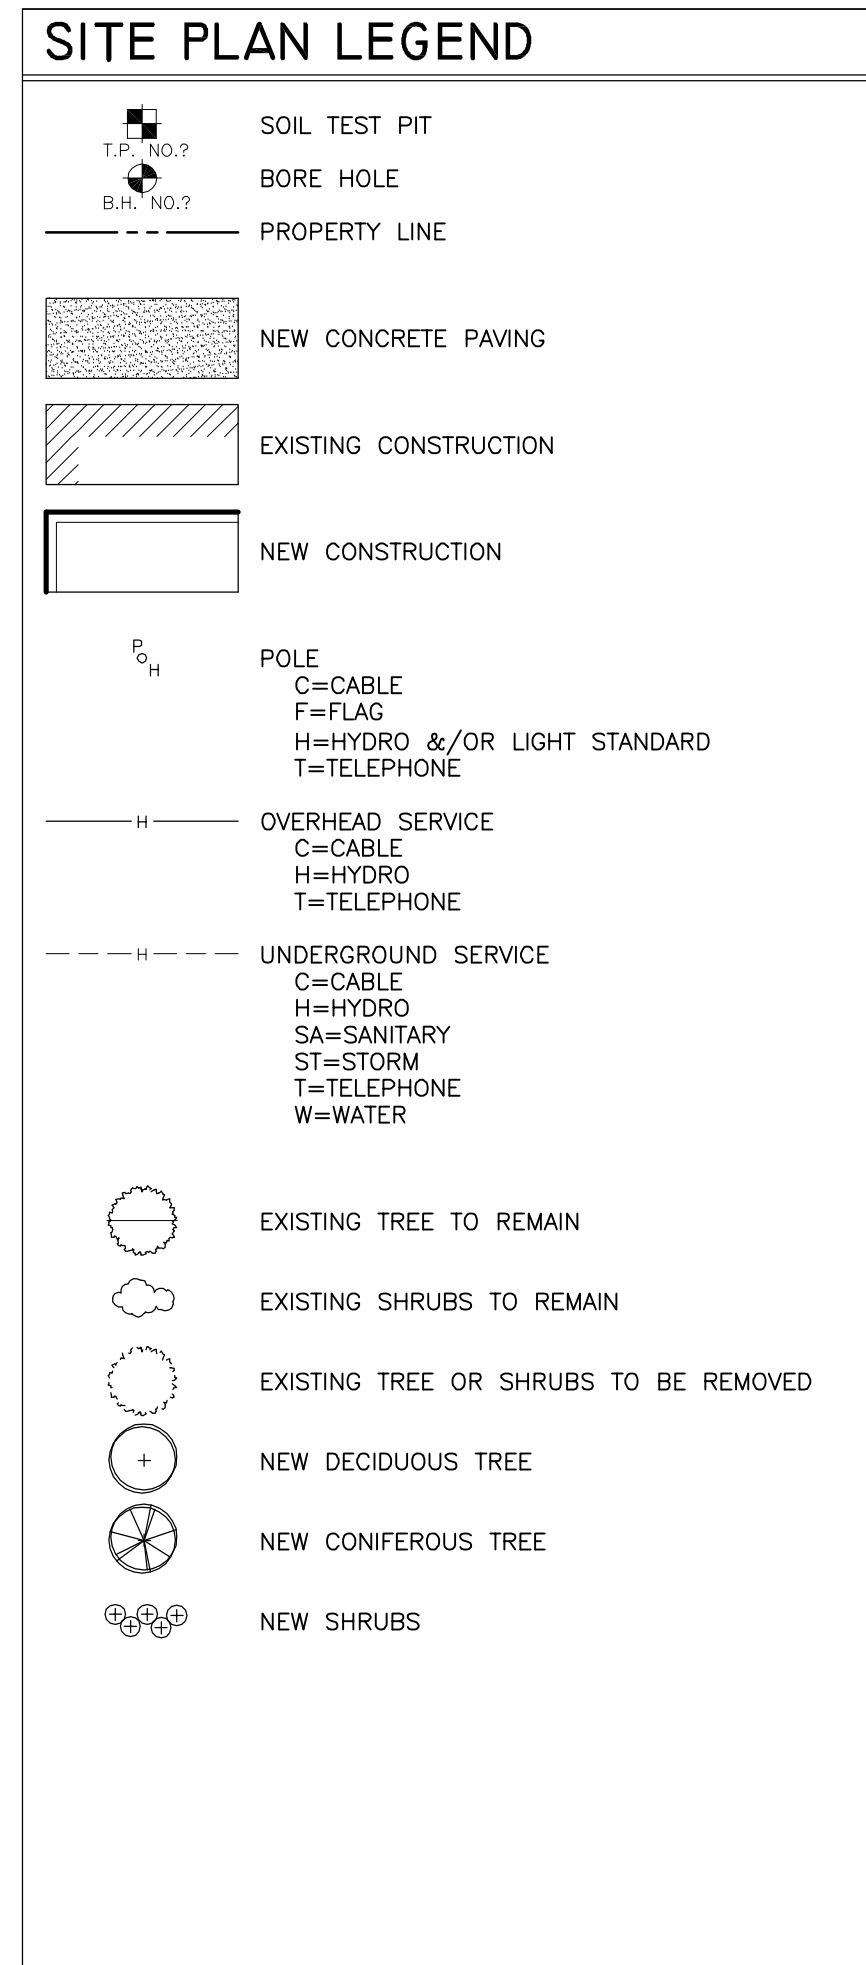 SITE PLAN LEGEND
T.P. NO.?
SOIL TEST PIT
B.H. NO.?
BORE HOLE
PROPERTY LINE
NEW CONCRETE PAVING
EXISTING CONSTRUCTION
NEW CONSTRUCTION
P
H
POLE
C=CABLE
F=FLAG
H=HYDRO &/OR LIGHT STANDARD
T=TELEPHONE
H
OVERHEAD SERVICE
C=CABLE
H=HYDRO
T=TELEPHONE
H
UNDERGROUND SERVICE
C=CABLE
H=HYDRO
SA=SANITARY
ST=STORM
T=TELEPHONE
W=WATER
EXISTING TREE TO REMAIN
EXISTING SHRUBS TO REMAIN
EXISTING TREE OR SHRUBS TO BE REMOVED
NEW DECIDUOUS TREE
NEW CONIFEROUS TREE
NEW SHRUBS